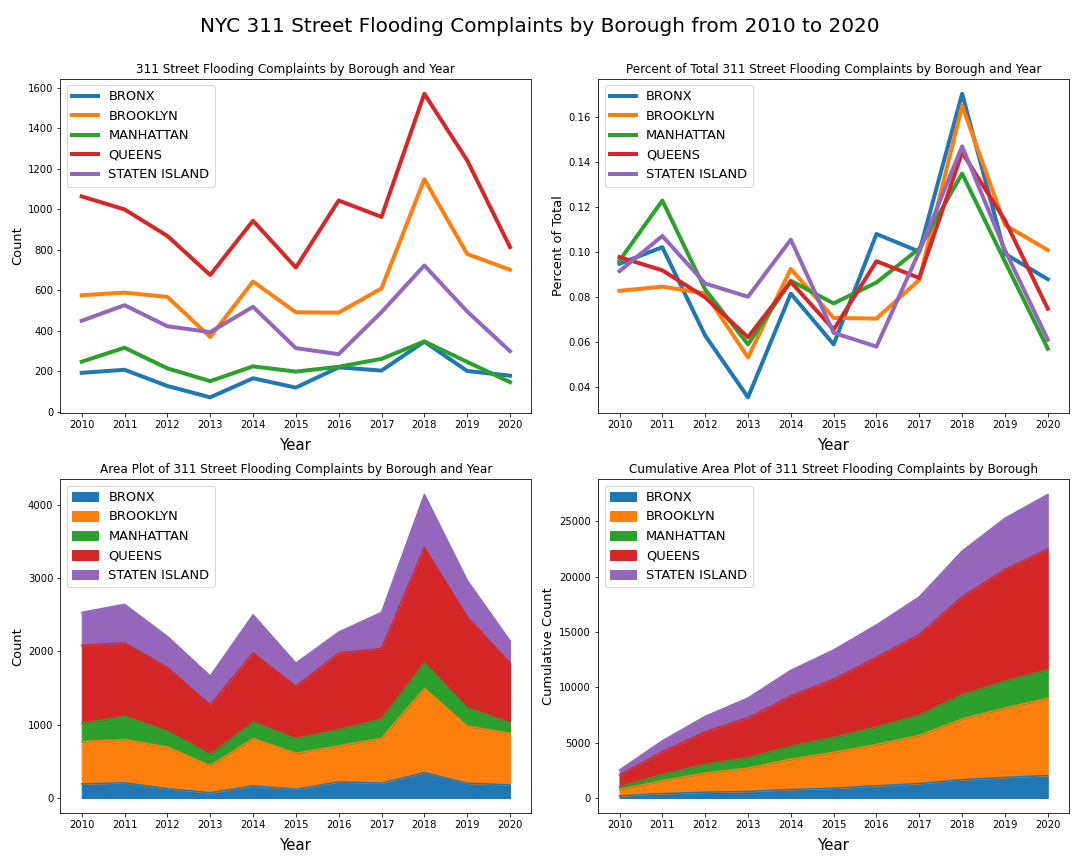 NYC 311 Street Flooding Complaints by Borough from 2010 to 2020
311 Street Flooding Complaints by Borough and Year
BRONX
BROOKLYN
MANHATTAN
QUEENS
STATEN ISLAND
1600
1400
1200
1000
800
600
400
200
0
Count
2010 2011 2012 2013 2014 2015 2016 2017 2018 2019 2020
Year
Percent of Total 311 Street Flooding Complaints by Borough and Year
BRONX
BROOKLYN
MANHATTAN
QUEENS
STATEN ISLAND
0.16
0.14
0.12
0.10
0.08
0.06
0.04
Percent of Total
2010 2011 2012 2013 2014 2015 2016 2017 2018 2019 2020
Year
Area Plot of 311 Street Flooding Complaints by Borough and Year
BRONX
BROOKLYN
MANHATTAN
QUEENS
STATEN ISLAND
4000
3000
2000
1000
0
Count
2010 2011 2012 2013 2014 2015 2016 2017 2018 2019 2020
Year
Cumulative Area Plot of 311 Street Flooding Complaints by Borough
BRONX
BROOKLYN
MANHATTAN
QUEENS
STATEN ISLAND
25000
20000
15000
10000
5000
0
Cumulative Count
2010 2011 2012 2013 2014 2015 2016 2017 2018 2019 2020
Year